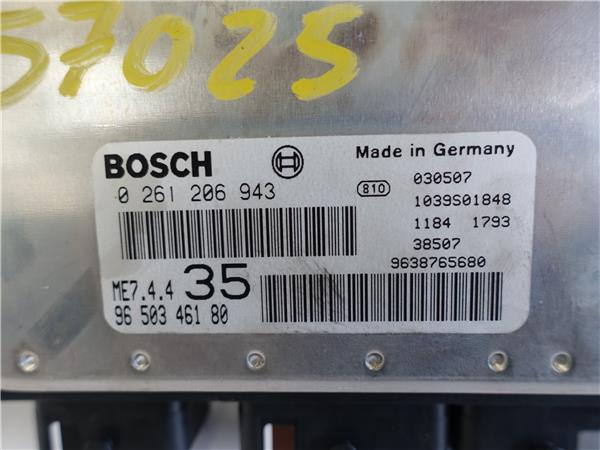 57025
BOSCH
Made in Germany
0 261 206 943
810
030507
1039S01848
1184 1793
38507
9638765680
ME7.4.4 35
96 503 461 80